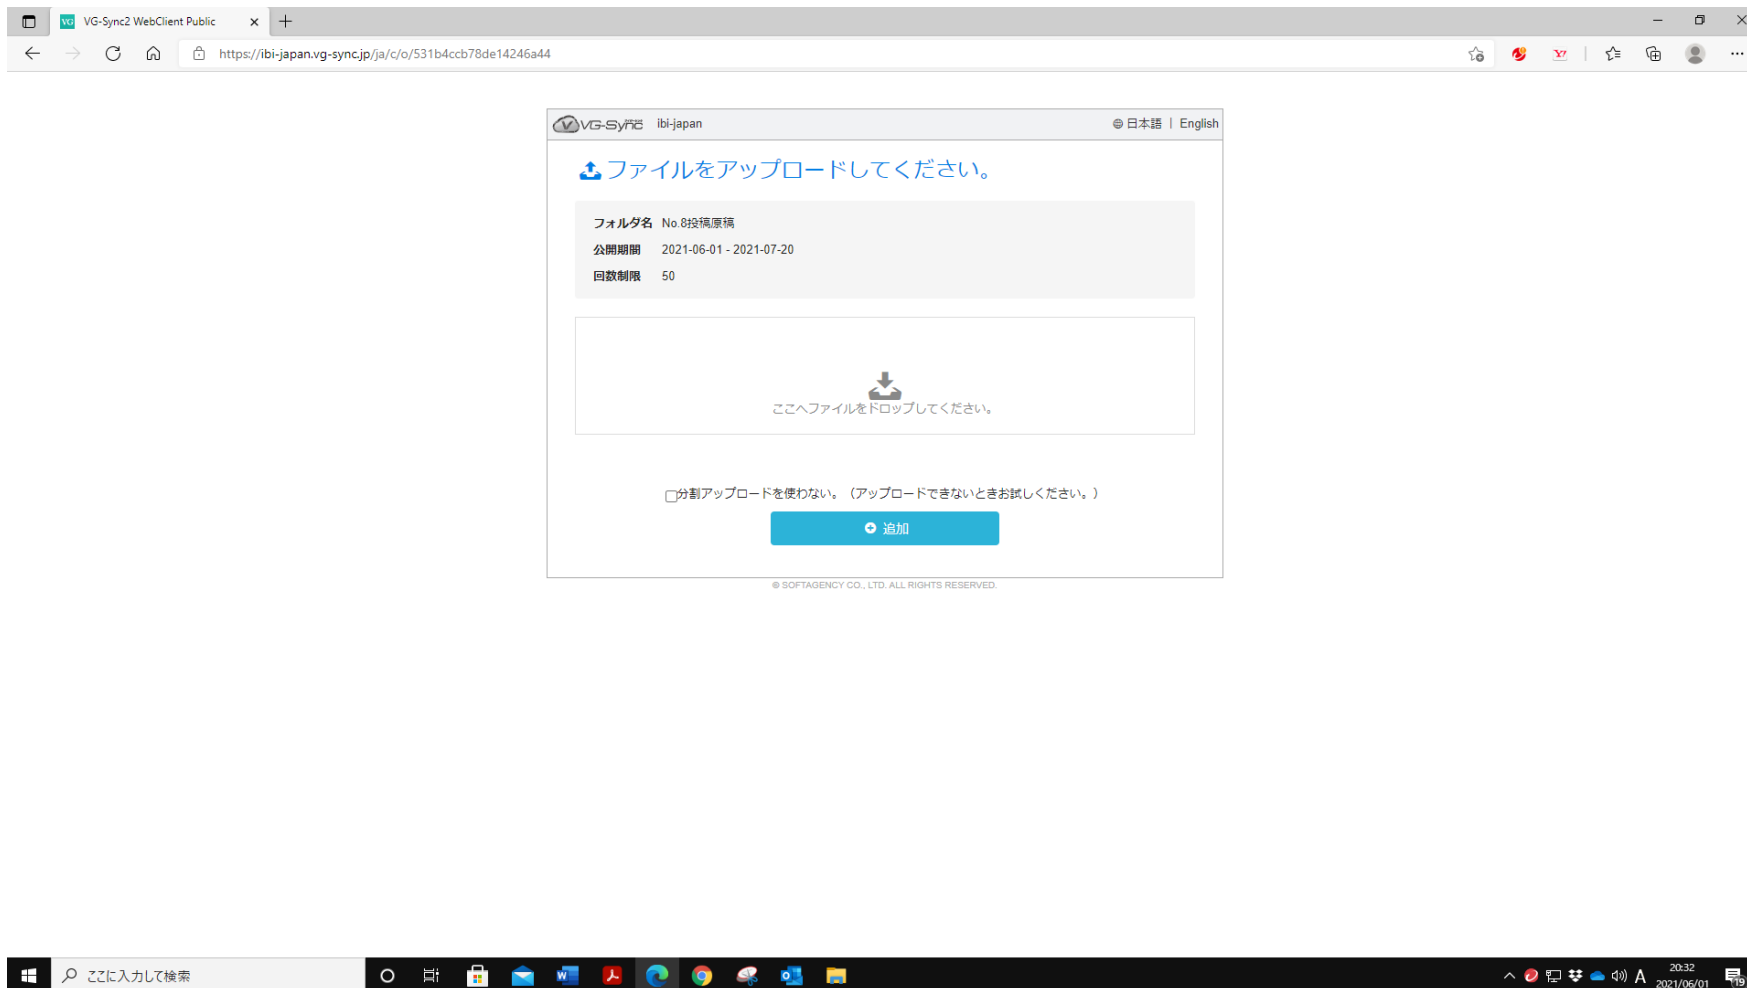 VG VG-Sync2 WebClient Public
https://ibi-japan.vg-sync.jp/ja/c/o/531b4ccb78de14246a44
VG-Sync ibi-japan 日本語 | English
ファイルをアップロードしてください。
フォルダ名 No.8投稿原稿
公開期間 2021-06-01 - 2021-07-20
回数制限 50
ここへファイルをドロップしてください。
分割アップロードを使わない。（アップロードできないときお試しください。）
追加
© SOFTAGENCY CO., LTD. ALL RIGHTS RESERVED.
ここに入力して検索
A 20:32
2021/06/01
19